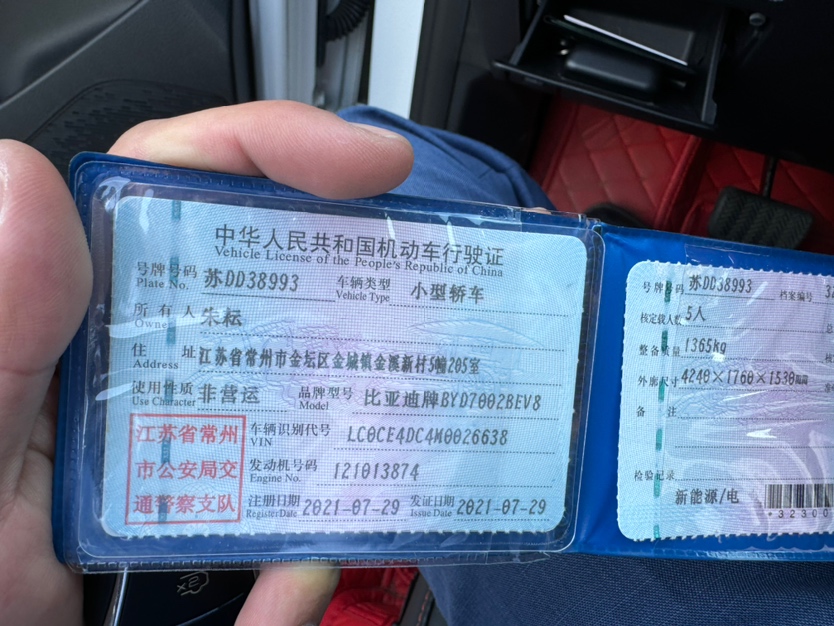 中华人民共和国机动车行驶证
Vehicle License of the People's Republic of China
号牌号码 苏DD38993 车辆类型 小型轿车
Plate No. Vehicle Type
所有人 朱标
Owner
住址 江苏省常州市金坛区金城镇金溪新村5幢205室
Address
使用性质 非营运 品牌型号 比亚迪牌BYD7002BEV8
Use Character Model
江苏省常州
市公安局交
通警察支队
车辆识别代号 LC0CE4DC4M0026638
VIN
发动机号码 121013874
Engine No.
注册日期 2021-07-29 发证日期 2021-07-29
Register Date Issue Date
号牌号码 苏DD38993 档案编号 32
核定载人数 5人
整备质量 1365kg
外廓尺寸 4240×1760×1530mm
备注
检验记录
新能源/电
*32300